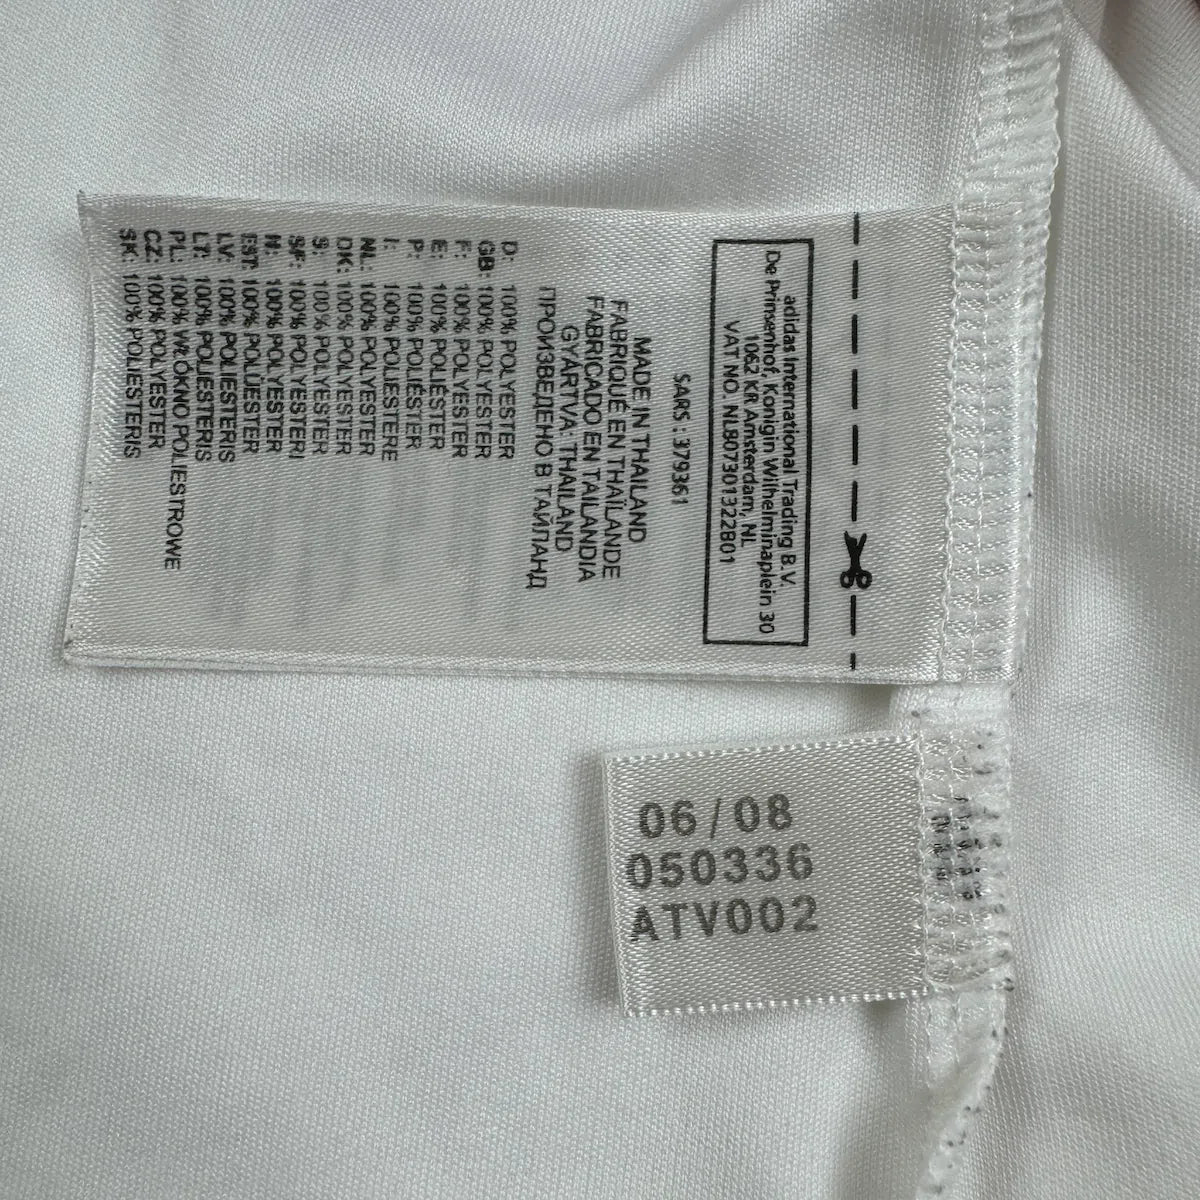 adidas International Trading B.V.
De Prinsenhof, Konigin Wilhelminaplein 30
1062 KR Amsterdam, NL
VAT NO. NL807301322B01
SARS : 379361
MADE IN THAILAND
FABRIQUÉ EN THAÏLANDE
FABRICADO EN TAILANDIA
GYÁRTVA: THAILAND
ПРОИЗВЕДЕНО В ТАЙЛАНД
D: 100% POLYESTER
GB: 100% POLYESTER
F: 100% POLYESTER
E: 100% POLIÉSTER
P: 100% POLIÉSTER
I: 100% POLIESTERE
NL: 100% POLYESTER
DK: 100% POLYESTER
S: 100% POLYESTER
SF: 100% POLYESTERI
H: 100% POLYESTER
EST: 100% POLÜESTER
LV: 100% POLIESTERIS
LT: 100% POLIESTERIS
PL: 100% WŁÓKNO POLIESTROWE
CZ: 100% POLYESTER
SK: 100% POLIESTERIS
06/08
050336
ATV002